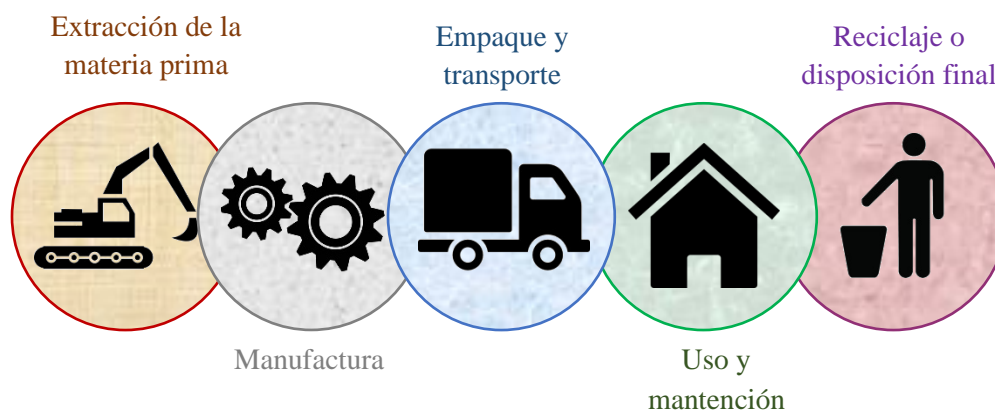 Extracción de la
materia prima
Manufactura
Empaque y
transporte
Uso y
mantención
Reciclaje o
disposición final